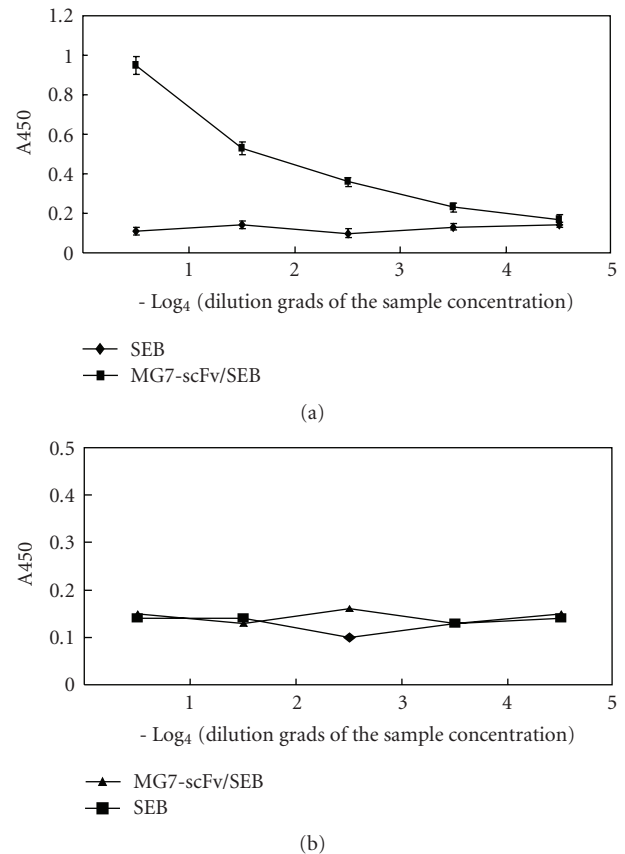 1.2
1
0.8
0.6
0.4
0.2
0
A450
1 2 3 4 5
- Log4 (dilution grads of the sample concentration)
SEB
MG7-scFv/SEB
(a)
0.5
0.4
0.3
0.2
0.1
0
A450
1 2 3 4 5
- Log4 (dilution grads of the sample concentration)
MG7-scFv/SEB
SEB
(b)